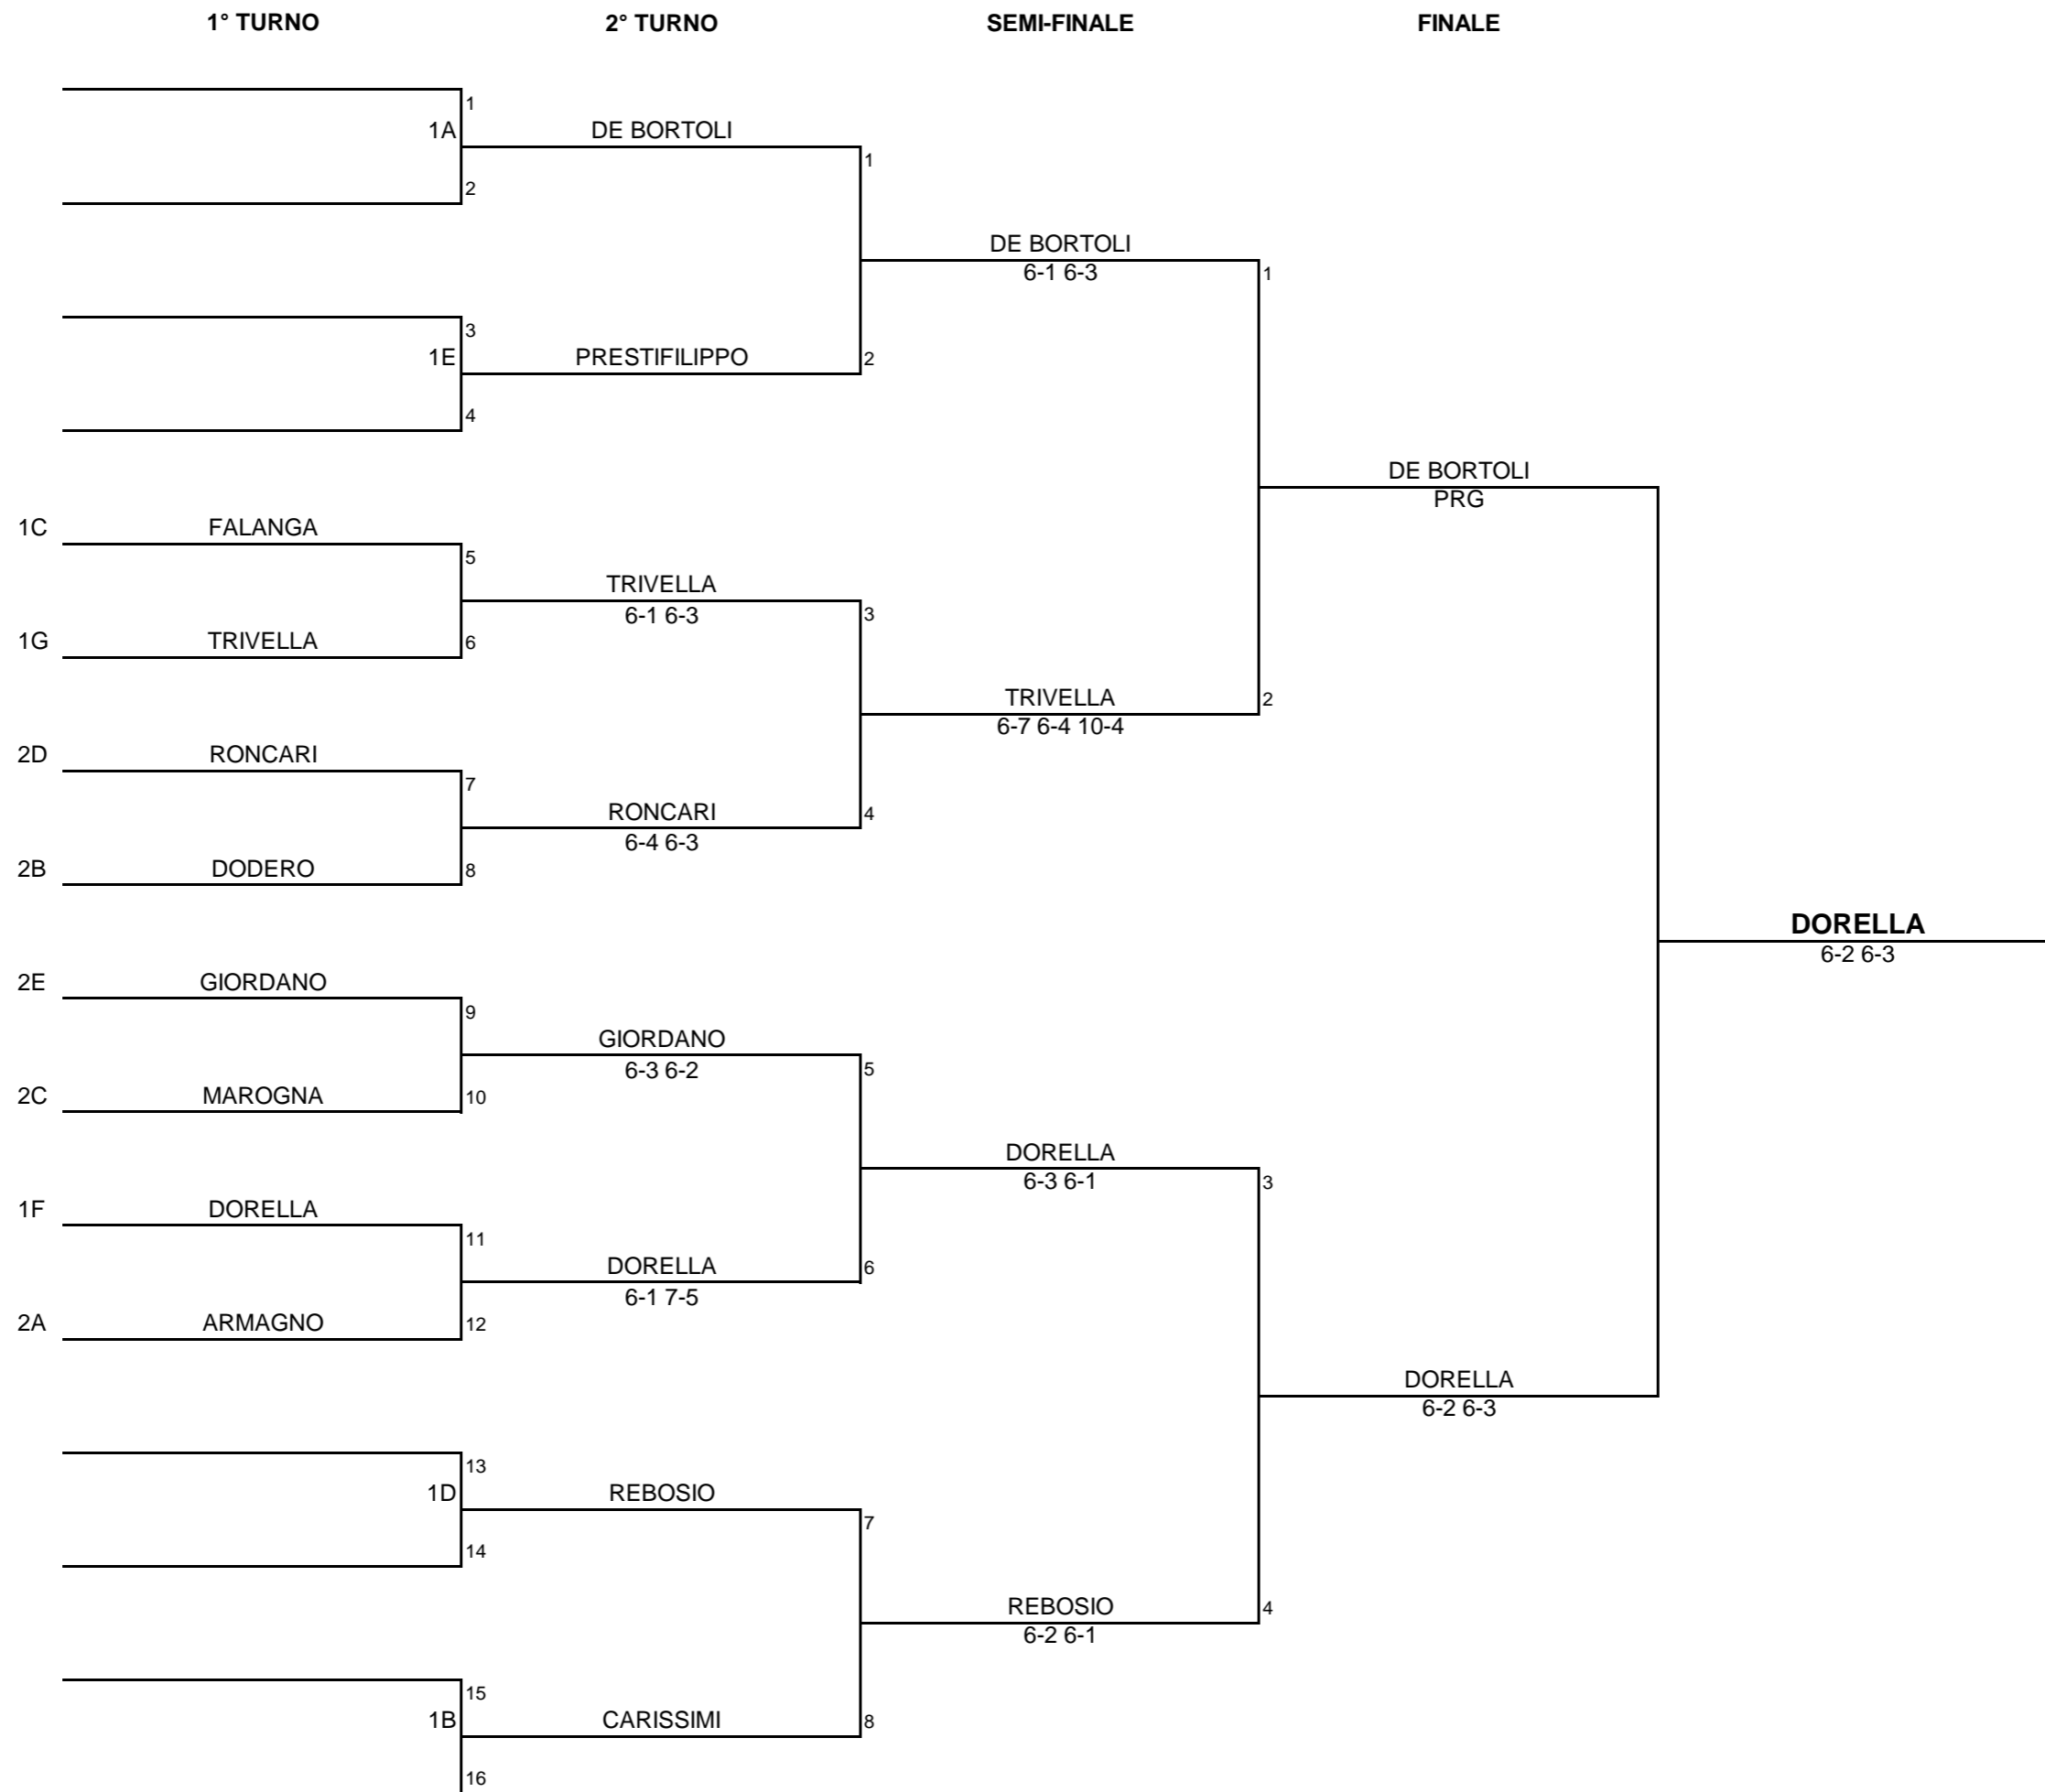 1° TURNO 2° TURNO SEMI-FINALE FINALE
1
1A DE BORTOLI
1
2
DE BORTOLI
6-1 6-3
1
3
1E PRESTIFILIPPO
2
4
DE BORTOLI
PRG
1C FALANGA
5
TRIVELLA
6-1 6-3
3
1G TRIVELLA
6
TRIVELLA
6-7 6-4 10-4
2
2D RONCARI
7
RONCARI
6-4 6-3
4
2B DODERO
8
DORELLA
6-2 6-3
2E GIORDANO
9
GIORDANO
6-3 6-2
5
2C MAROGNA
10
DORELLA
6-3 6-1
3
1F DORELLA
11
DORELLA
6-1 7-5
6
2A ARMAGNO
12
DORELLA
6-2 6-3
13
1D REBOSIO
7
14
REBOSIO
6-2 6-1
4
15
1B CARISSIMI
8
16